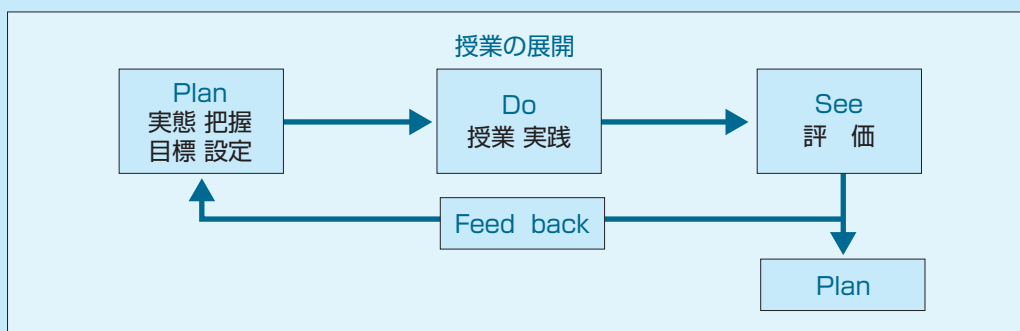 授業の展開
Plan
実態 把握
目標 設定
Do
授業 実践
See
評　価
Feed back
Plan